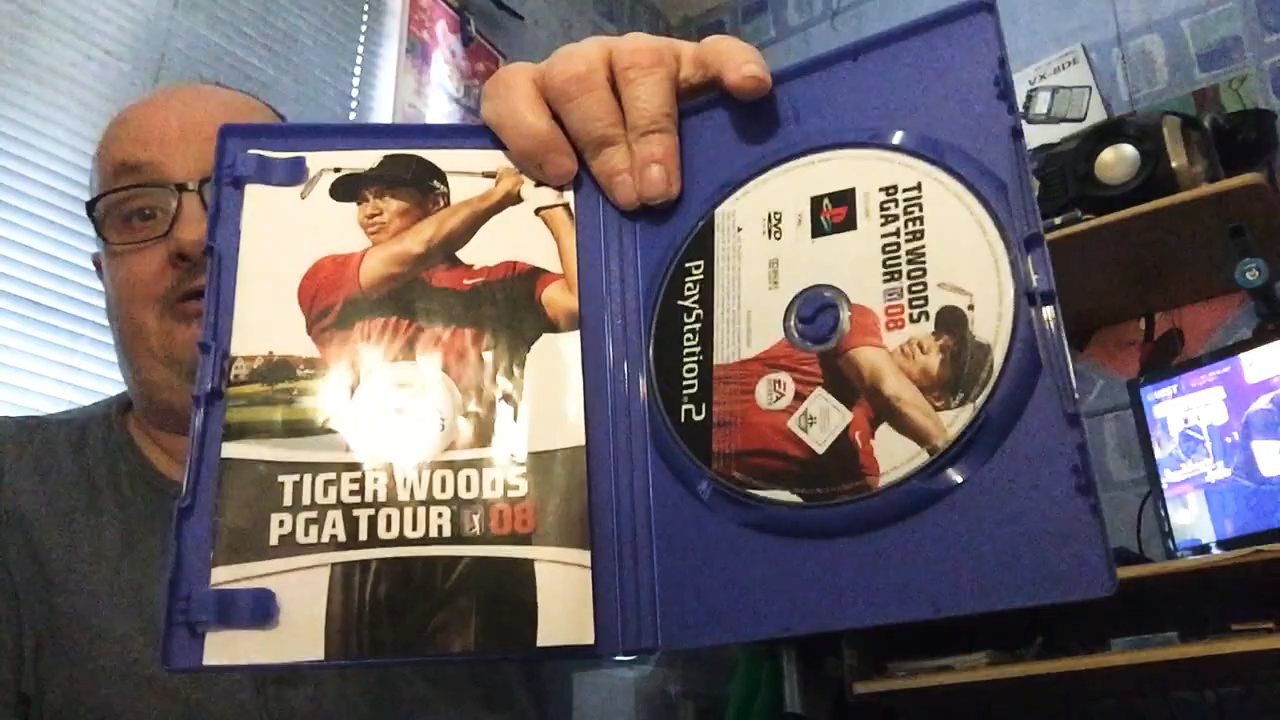 TIGER WOODS
PGA TOUR 08
PlayStation 2
DVD
TIGER WOODS
PGA TOUR 08
EA
VX-8DE